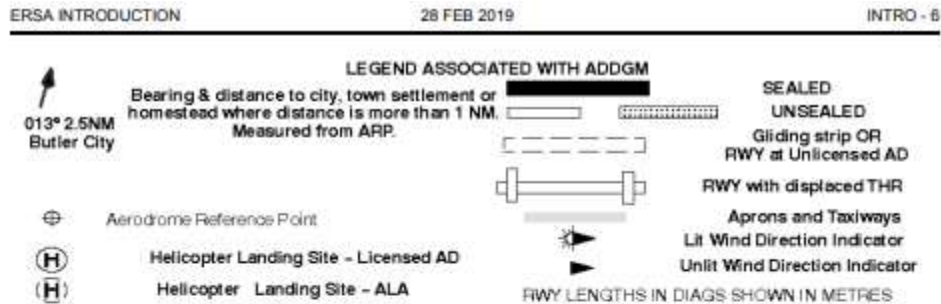 ERSA INTRODUCTION 28 FEB 2019 INTRO - 6
LEGEND ASSOCIATED WITH ADDGM
013° 2.5NM
Butler City
Bearing & distance to city, town settlement or
homestead where distance is more than 1 NM.
Measured from ARP.
SEALED
UNSEALED
Gliding strip OR
RWY at Unlicensed AD
RWY with displaced THR
Aerodrome Reference Point
Aprons and Taxiways
Lit Wind Direction Indicator
H Helicopter Landing Site - Licensed AD
Unlit Wind Direction Indicator
(H) Helicopter Landing Site - ALA
RWY LENGTHS IN DIAGS SHOWN IN METRES